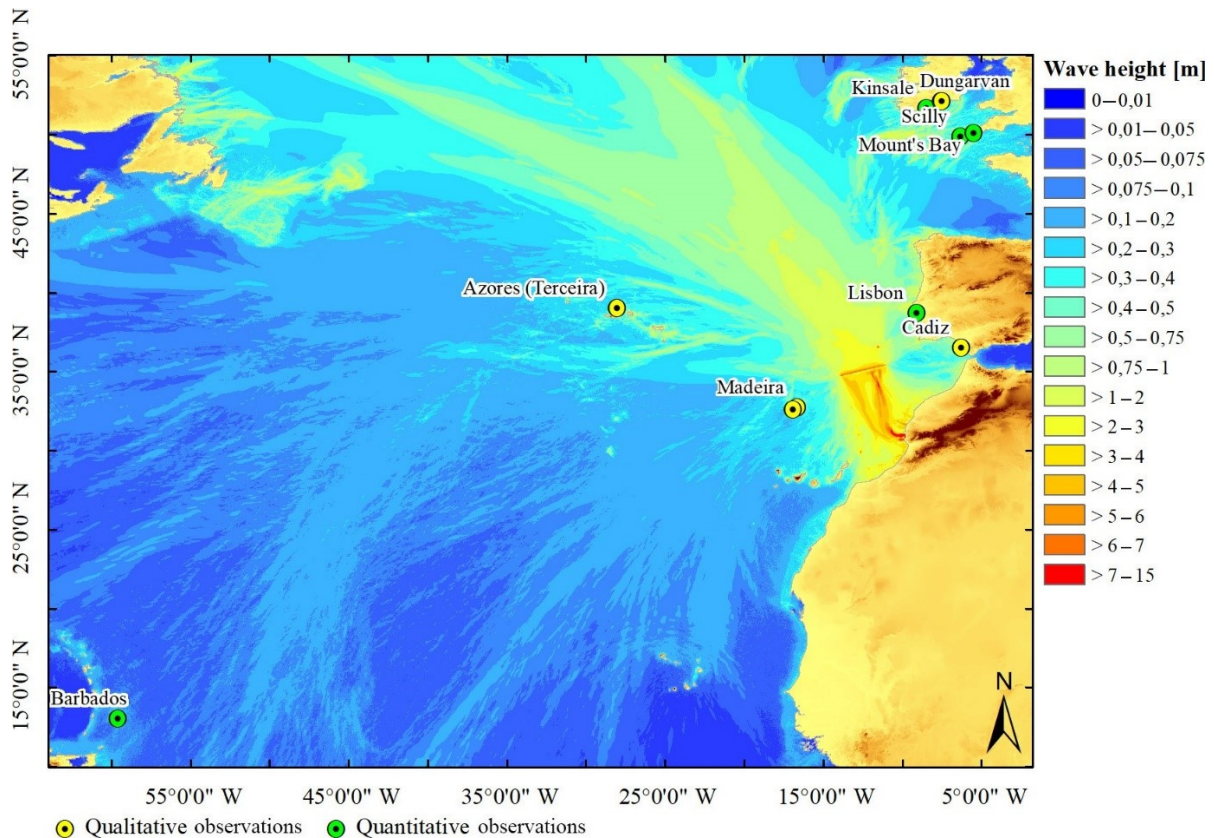 55°0'0" N
45°0'0" N
35°0'0" N
25°0'0" N
15°0'0" N
Kinsale
Dungarvan
Scilly
Mount's Bay
Azores (Terceira)
Lisbon
Cadiz
Madeira
Barbados
N
55°0'0" W
45°0'0" W
35°0'0" W
25°0'0" W
15°0'0" W
5°0'0" W
Wave height [m]
0–0,01
> 0,01–0,05
> 0,05–0,075
> 0,075–0,1
> 0,1–0,2
> 0,2–0,3
> 0,3–0,4
> 0,4–0,5
> 0,5–0,75
> 0,75–1
> 1–2
> 2–3
> 3–4
> 4–5
> 5–6
> 6–7
> 7–15
Qualitative observations
Quantitative observations